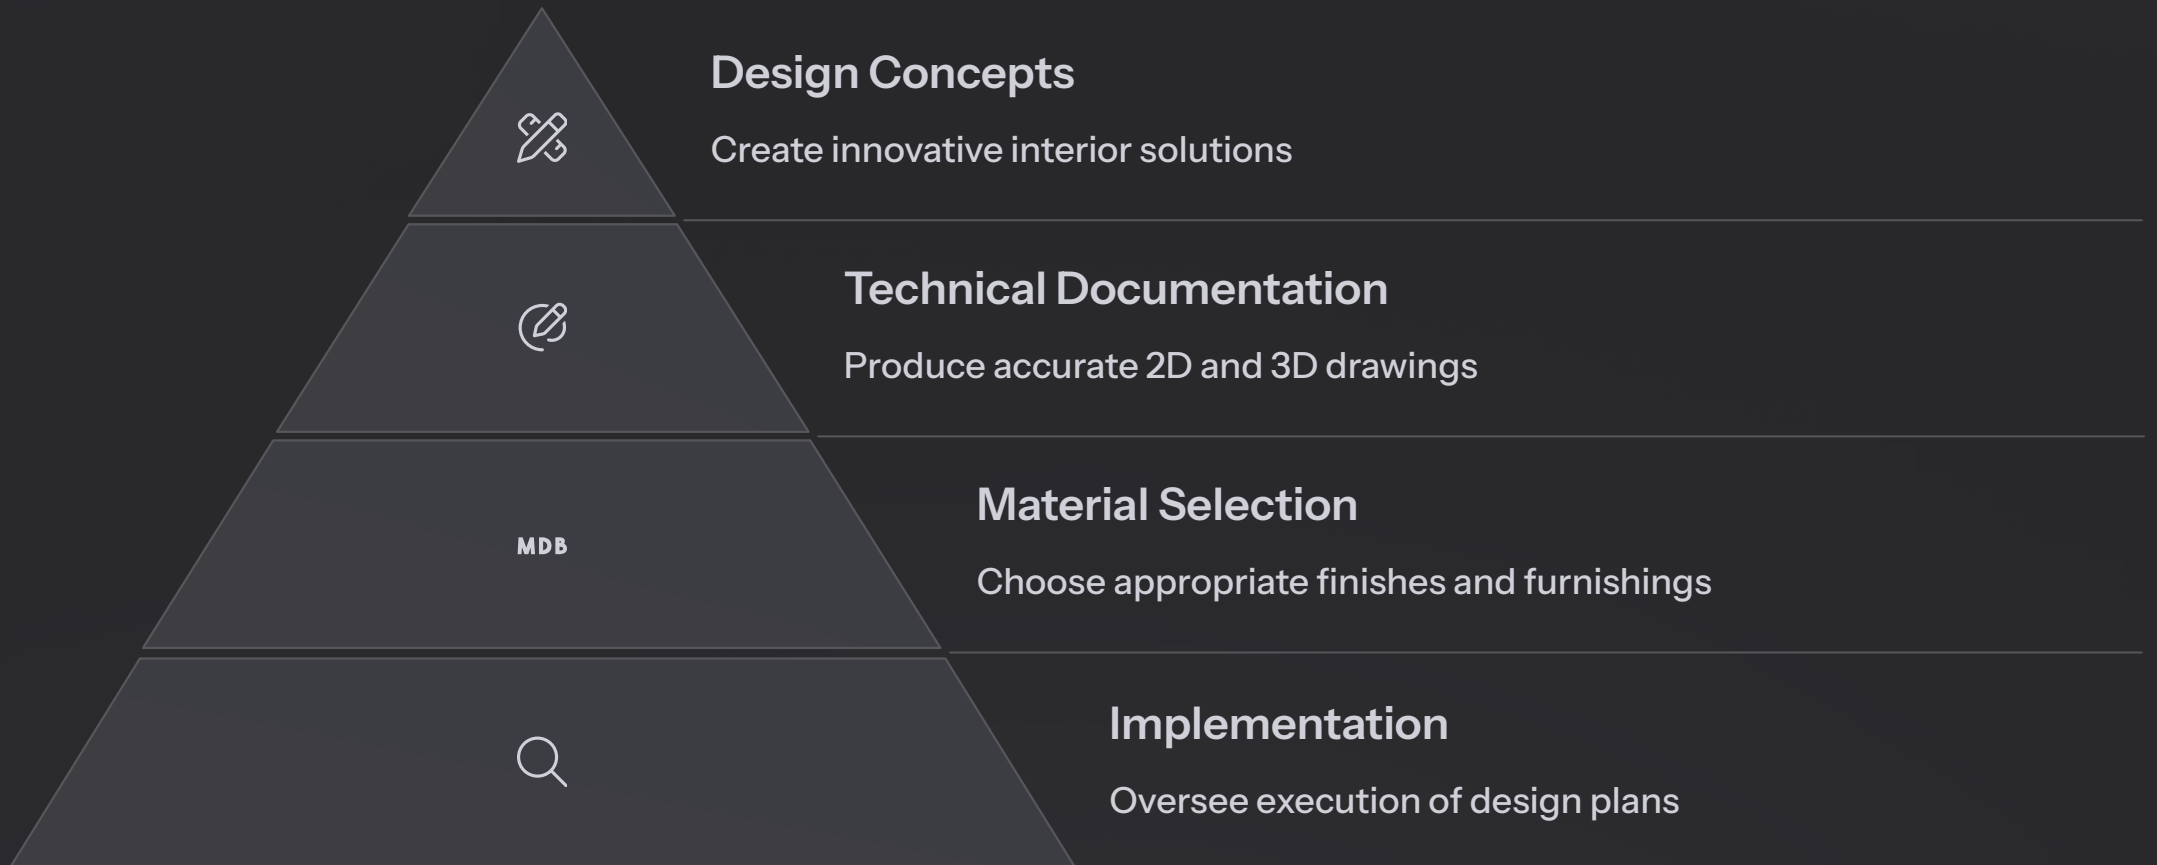 Design Concepts
Create innovative interior solutions
Technical Documentation
Produce accurate 2D and 3D drawings
MDB
Material Selection
Choose appropriate finishes and furnishings
Implementation
Oversee execution of design plans